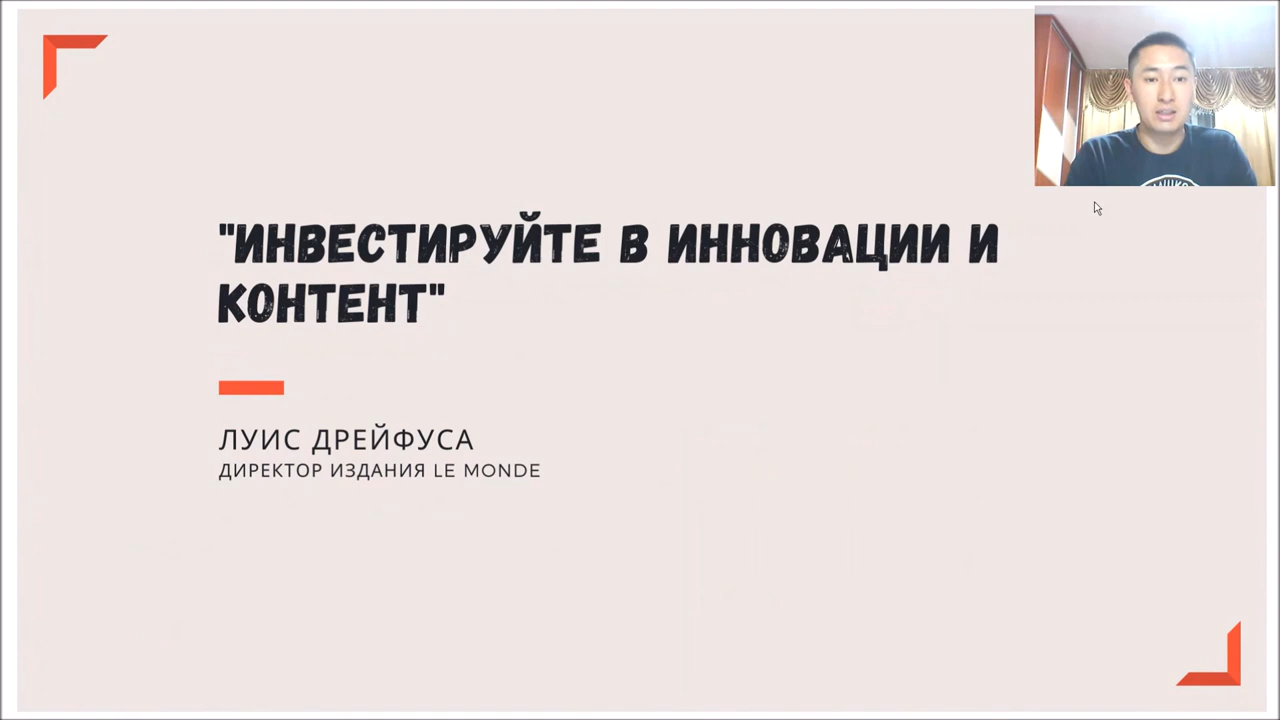 "ИНВЕСТИРУЙТЕ В ИННОВАЦИИ И
КОНТЕНТ"
ЛУИС ДРЕЙФУСА
ДИРЕКТОР ИЗДАНИЯ LE MONDE